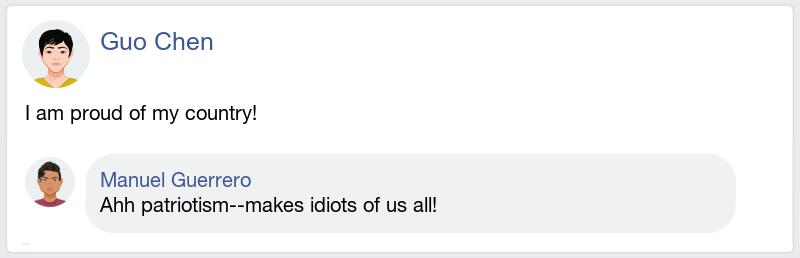 Guo Chen
I am proud of my country!
Manuel Guerrero
Ahh patriotism--makes idiots of us all!